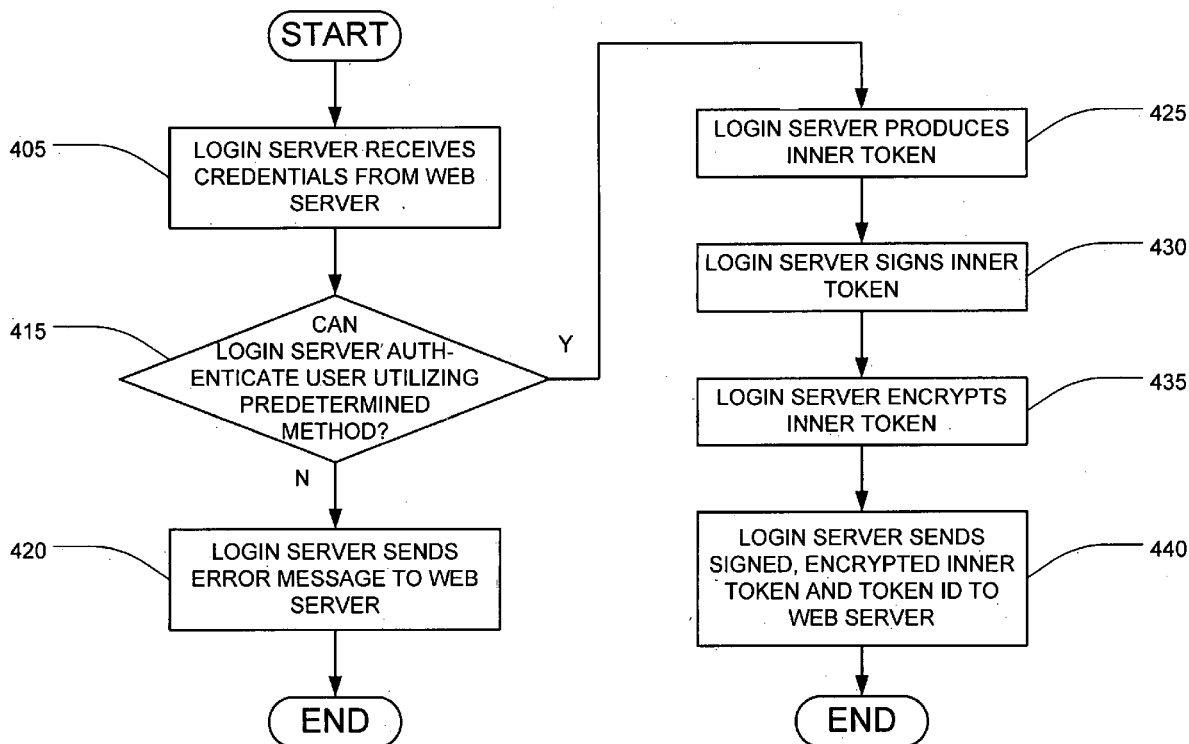 START
405
LOGIN SERVER RECEIVES
CREDENTIALS FROM WEB
SERVER
415
CAN
LOGIN SERVER AUTH-
ENTICATE USER UTILIZING
PREDETERMINED
METHOD?
Y
N
420
LOGIN SERVER SENDS
ERROR MESSAGE TO WEB
SERVER
END
425
LOGIN SERVER PRODUCES
INNER TOKEN
430
LOGIN SERVER SIGNS INNER
TOKEN
435
LOGIN SERVER ENCRYPTS
INNER TOKEN
440
LOGIN SERVER SENDS
SIGNED, ENCRYPTED INNER
TOKEN AND TOKEN ID TO
WEB SERVER
END